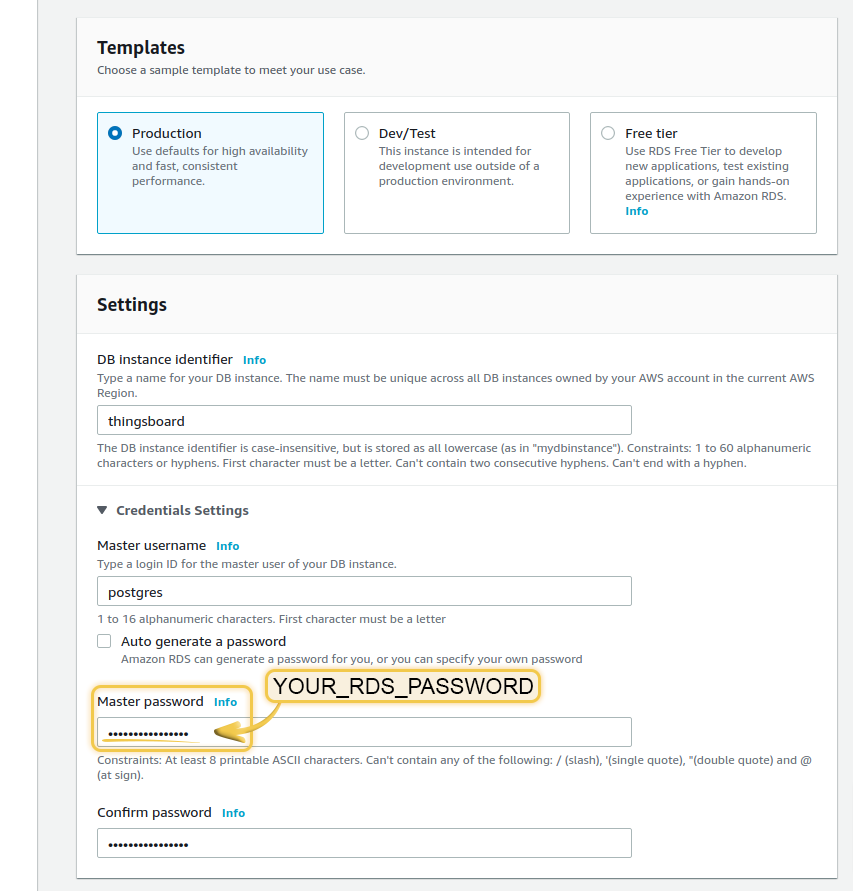 Templates
Choose a sample template to meet your use case.
Production
Use defaults for high availability
and fast, consistent
performance.
Dev/Test
This instance is intended for
development use outside of a
production environment.
Free tier
Use RDS Free Tier to develop
new applications, test existing
applications, or gain hands-on
experience with Amazon RDS.
Info
Settings
DB instance identifier Info
Type a name for your DB instance. The name must be unique across all DB instances owned by your AWS account in the current AWS
Region.
thingsboard
The DB instance identifier is case-insensitive, but is stored as all lowercase (as in "mydbinstance"). Constraints: 1 to 60 alphanumeric
characters or hyphens. First character must be a letter. Can't contain two consecutive hyphens. Can't end with a hyphen.
Credentials Settings
Master username Info
Type a login ID for the master user of your DB instance.
postgres
1 to 16 alphanumeric characters. First character must be a letter
Auto generate a password
Amazon RDS can generate a password for you, or you can specify your own password
YOUR_RDS_PASSWORD
Master password Info
••••••••••••••••
Constraints: At least 8 printable ASCII characters. Can't contain any of the following: / (slash), '(single quote), "(double quote) and @
(at sign).
Confirm password Info
••••••••••••••••